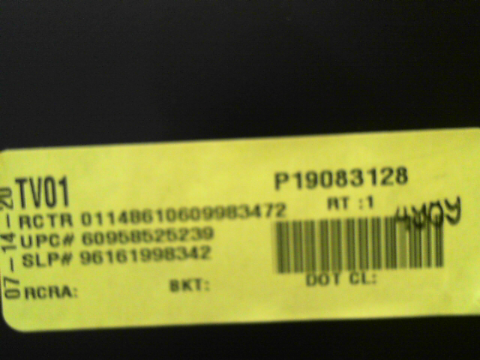 TV01
P19083128
RCTR 01148610609983472
RT :1
UPC# 60958525239
SLP# 96161998342
RCRA:
BKT:
DOT CL:
07-14-20